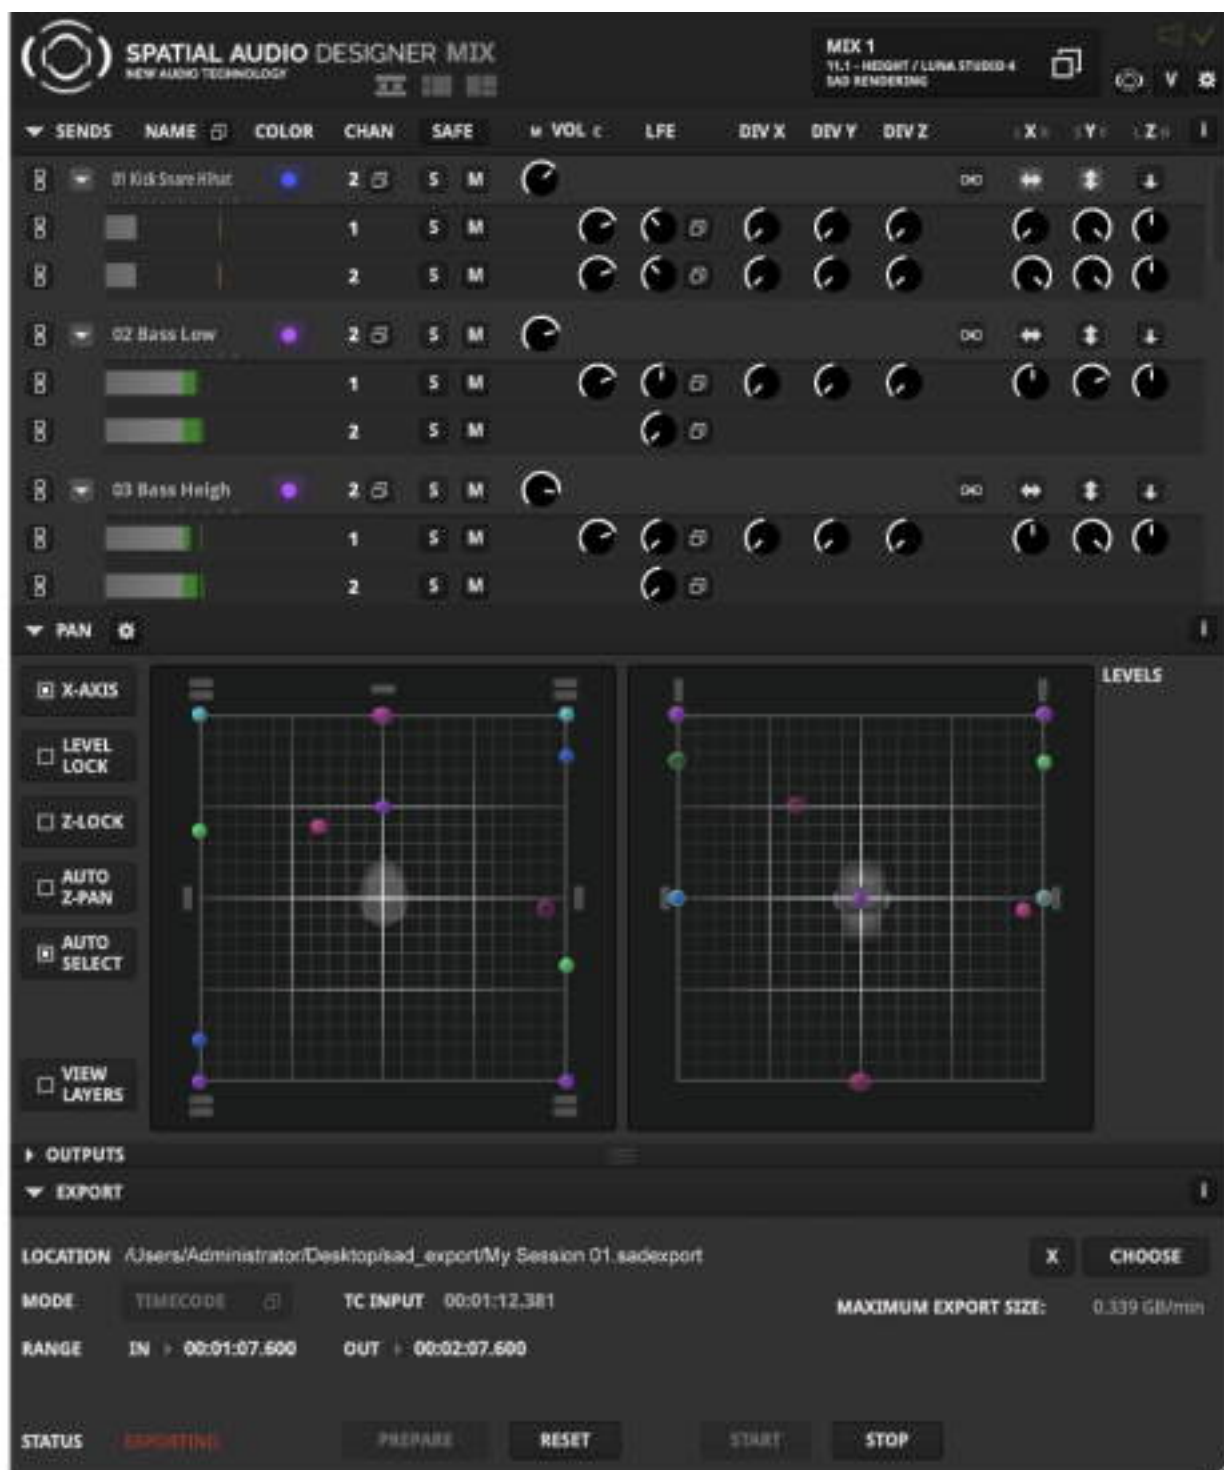 SPATIAL AUDIO DESIGNER MIX
NEW AUDIO TECHNOLOGY
MIX 1
11.1 - HEIGHT / LUNA STUDIO 4
SAD RENDERING
V
SENDS NAME COLOR CHAN SAFE M VOL C LFE DIV X DIV Y DIV Z X Y Z i
01 Kick Snare Hihat 2 S M
1 S M
2 S M
02 Bass Low 2 S M
1 S M
2 S M
03 Bass Heigh 2 S M
1 S M
2 S M
PAN i
X-AXIS
LEVELS
LEVEL
LOCK
Z-LOCK
AUTO
Z-PAN
AUTO
SELECT
VIEW
LAYERS
OUTPUTS
EXPORT i
LOCATION /Users/Administrator/Desktop/sad_export/My Session 01.sadexport X CHOOSE
MODE TIMECODE TC INPUT 00:01:12.381 MAXIMUM EXPORT SIZE: 0.339 GB/min
RANGE IN 00:01:07.600 OUT 00:02:07.600
STATUS EXPORTING PREPARE RESET START STOP